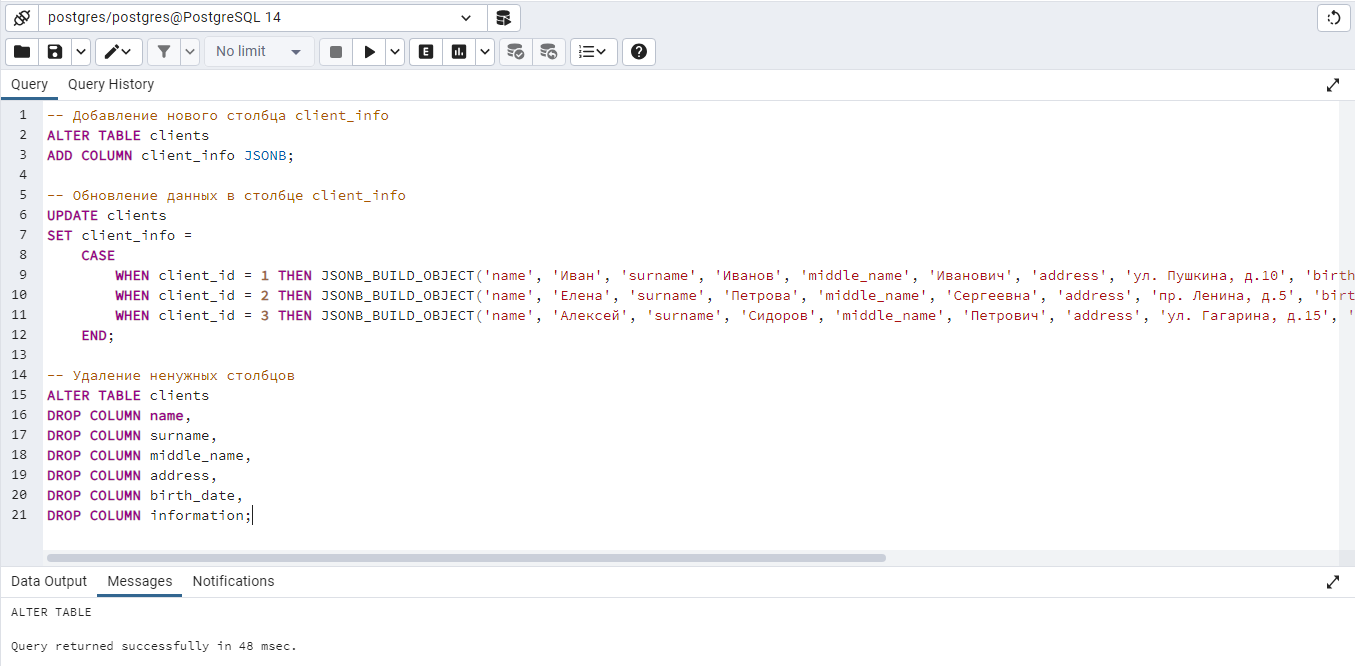 postgres/postgres@PostgreSQL 14
No limit
Query Query History
1 -- Добавление нового столбца client_info
2 ALTER TABLE clients
3 ADD COLUMN client_info JSONB;
4
5 -- Обновление данных в столбце client_info
6 UPDATE clients
7 SET client_info =
8 CASE
9 WHEN client_id = 1 THEN JSONB_BUILD_OBJECT('name', 'Иван', 'surname', 'Иванов', 'middle_name', 'Иванович', 'address', 'ул. Пушкина, д.10', 'birth
10 WHEN client_id = 2 THEN JSONB_BUILD_OBJECT('name', 'Елена', 'surname', 'Петрова', 'middle_name', 'Сергеевна', 'address', 'пр. Ленина, д.5', 'birt
11 WHEN client_id = 3 THEN JSONB_BUILD_OBJECT('name', 'Алексей', 'surname', 'Сидоров', 'middle_name', 'Петрович', 'address', 'ул. Гагарина, д.15', '
12 END;
13
14 -- Удаление ненужных столбцов
15 ALTER TABLE clients
16 DROP COLUMN name,
17 DROP COLUMN surname,
18 DROP COLUMN middle_name,
19 DROP COLUMN address,
20 DROP COLUMN birth_date,
21 DROP COLUMN information;
Data Output Messages Notifications
ALTER TABLE
Query returned successfully in 48 msec.